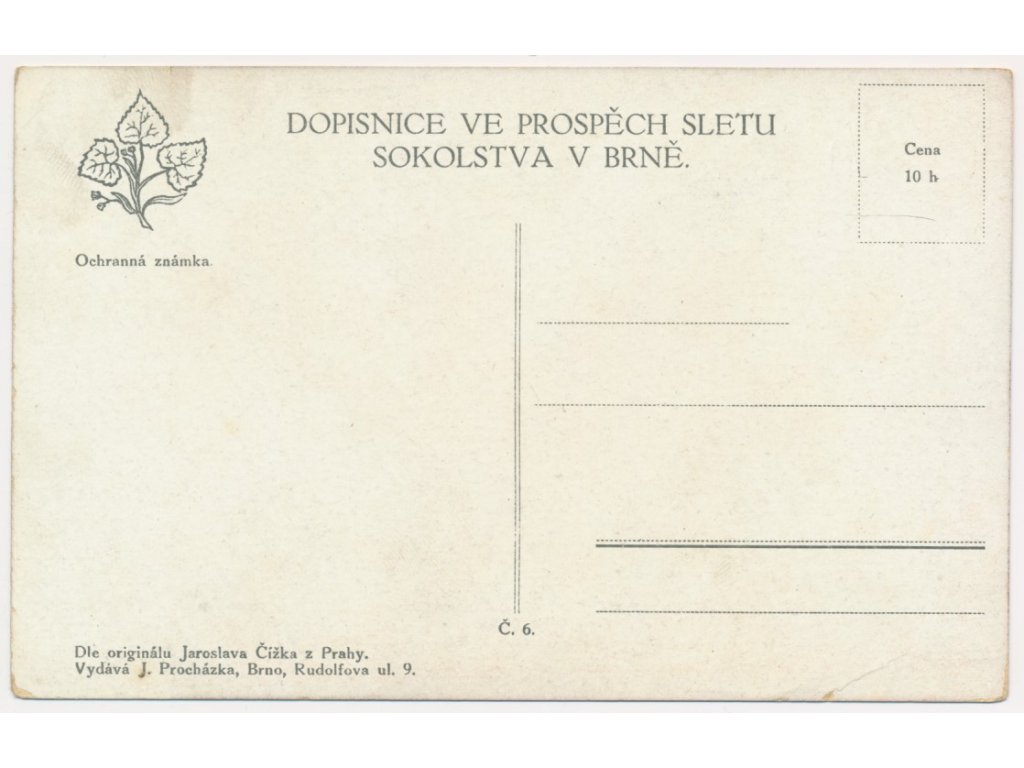 DOPISNICE VE PROSPĚCH SLETU
SOKOLSTVA V BRNĚ.
Cena
10 h
Ochranná známka.
Č. 6.
Dle originálu Jaroslava Čížka z Prahy.
Vydává J. Procházka, Brno, Rudolfova ul. 9.